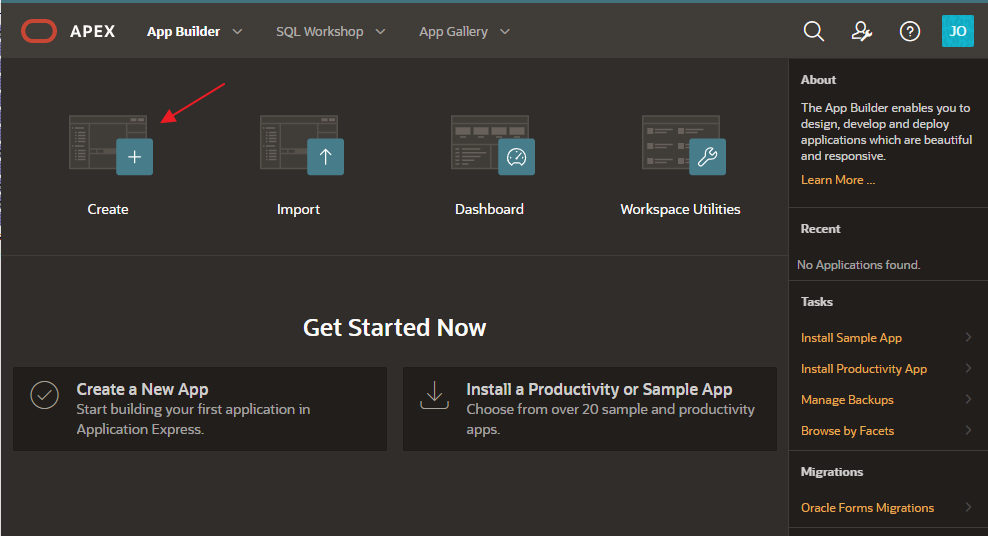 APEX App Builder SQL Workshop App Gallery JO
Create Import Dashboard Workspace Utilities
Get Started Now
Create a New App
Start building your first application in
Application Express.
Install a Productivity or Sample App
Choose from over 20 sample and productivity
apps.
About
The App Builder enables you to
design, develop and deploy
applications which are beautiful
and responsive.
Learn More ...
Recent
No Applications found.
Tasks
Install Sample App
Install Productivity App
Manage Backups
Browse by Facets
Migrations
Oracle Forms Migrations